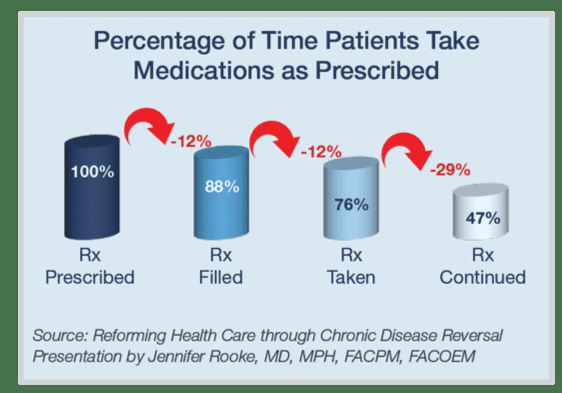 Percentage of Time Patients Take
Medications as Prescribed
100%
-12%
88%
-12%
76%
-29%
47%
Rx
Prescribed
Rx
Filled
Rx
Taken
Rx
Continued
Source: Reforming Health Care through Chronic Disease Reversal
Presentation by Jennifer Rooke, MD, MPH, FACPM, FACOEM